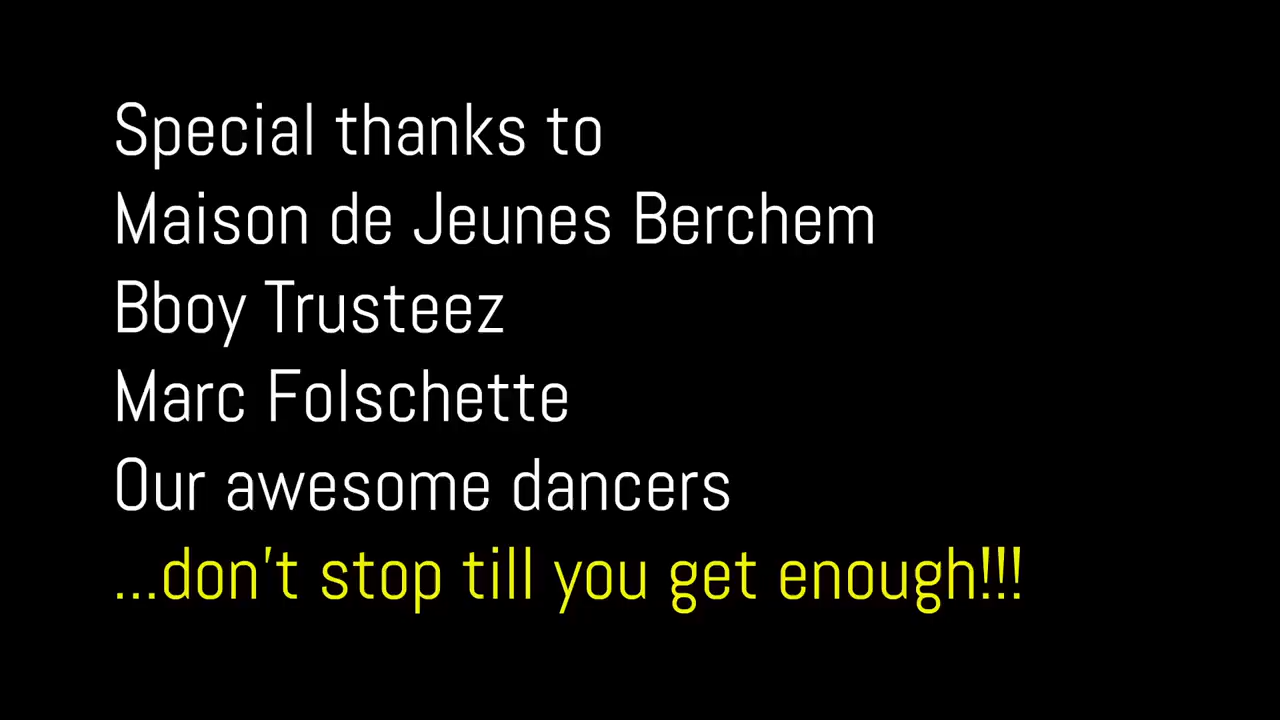 Special thanks to
Maison de Jeunes Berchem
Bboy Trusteez
Marc Folschette
Our awesome dancers
...don't stop till you get enough!!!